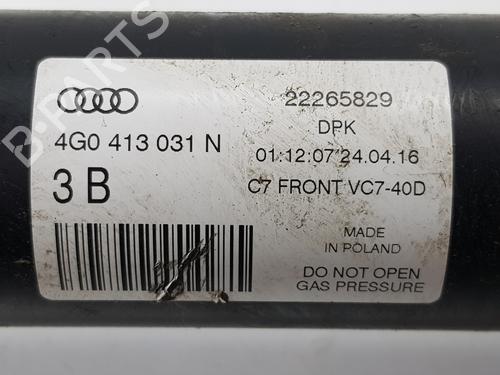 22265829
4G0 413 031 N
DPK
01:12:07 24.04.16
3 B
C7 FRONT VC7-40D
MADE
IN POLAND
DO NOT OPEN
GAS PRESSURE
B-PARTS